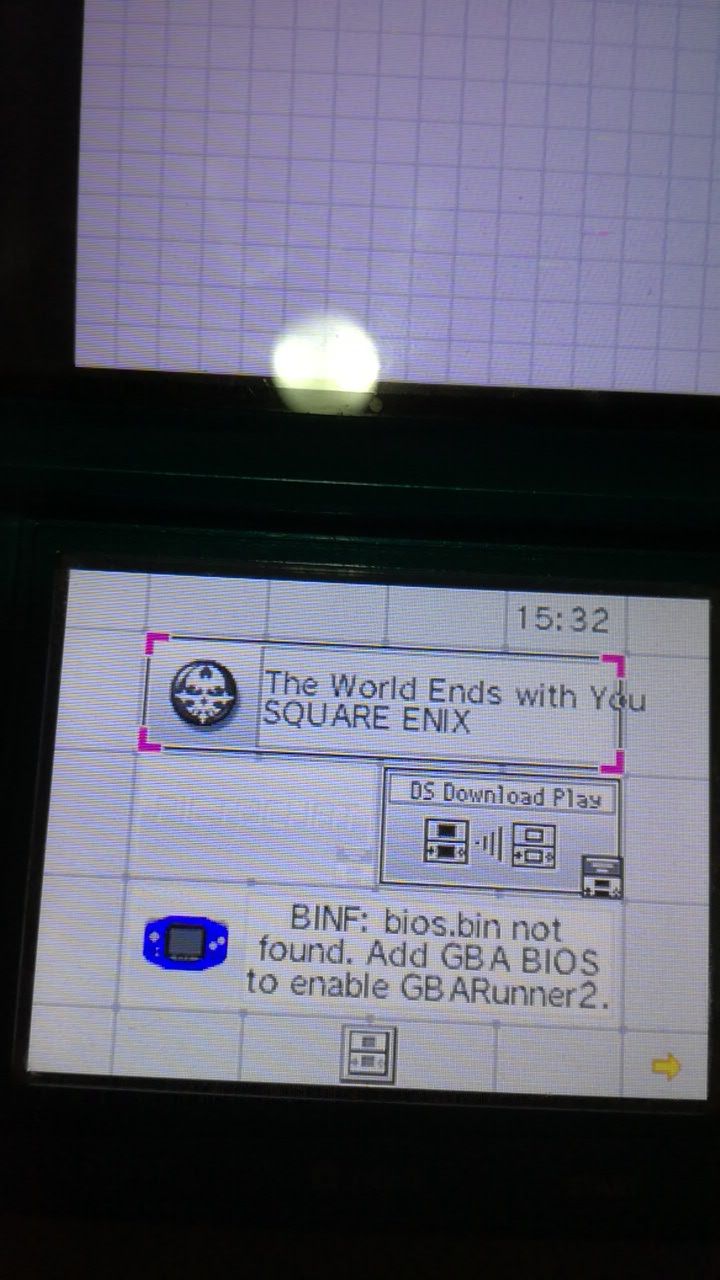 15:32
The World Ends with You
SQUARE ENIX
DS Download Play
BINF: bios.bin not
found. Add GBA BIOS
to enable GBARunner2.